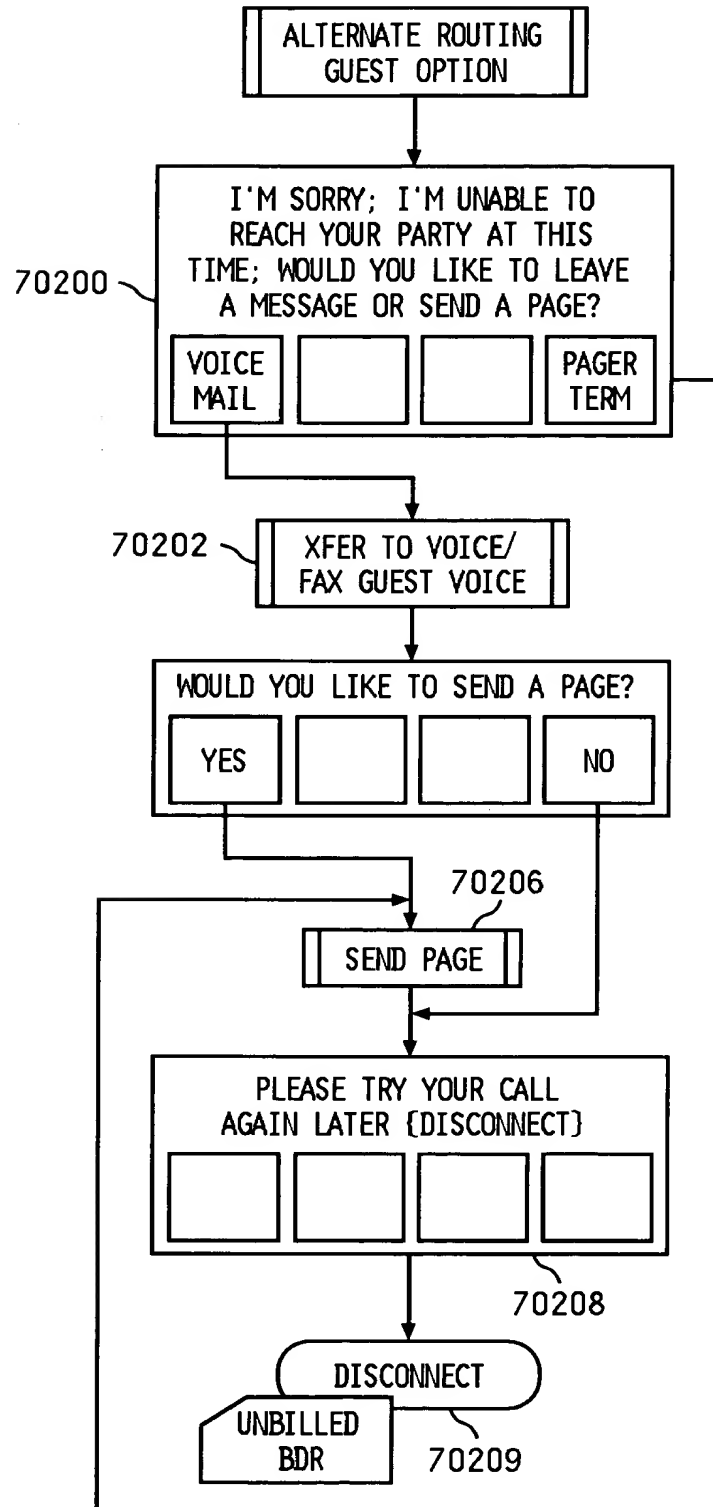 ALTERNATE ROUTING
GUEST OPTION
I'M SORRY; I'M UNABLE TO
REACH YOUR PARTY AT THIS
TIME; WOULD YOU LIKE TO LEAVE
A MESSAGE OR SEND A PAGE?
70200
VOICE
MAIL
PAGER
TERM
70202
XFER TO VOICE/
FAX GUEST VOICE
WOULD YOU LIKE TO SEND A PAGE?
YES
NO
70206
SEND PAGE
PLEASE TRY YOUR CALL
AGAIN LATER {DISCONNECT}
70208
DISCONNECT
UNBILLED
BDR
70209